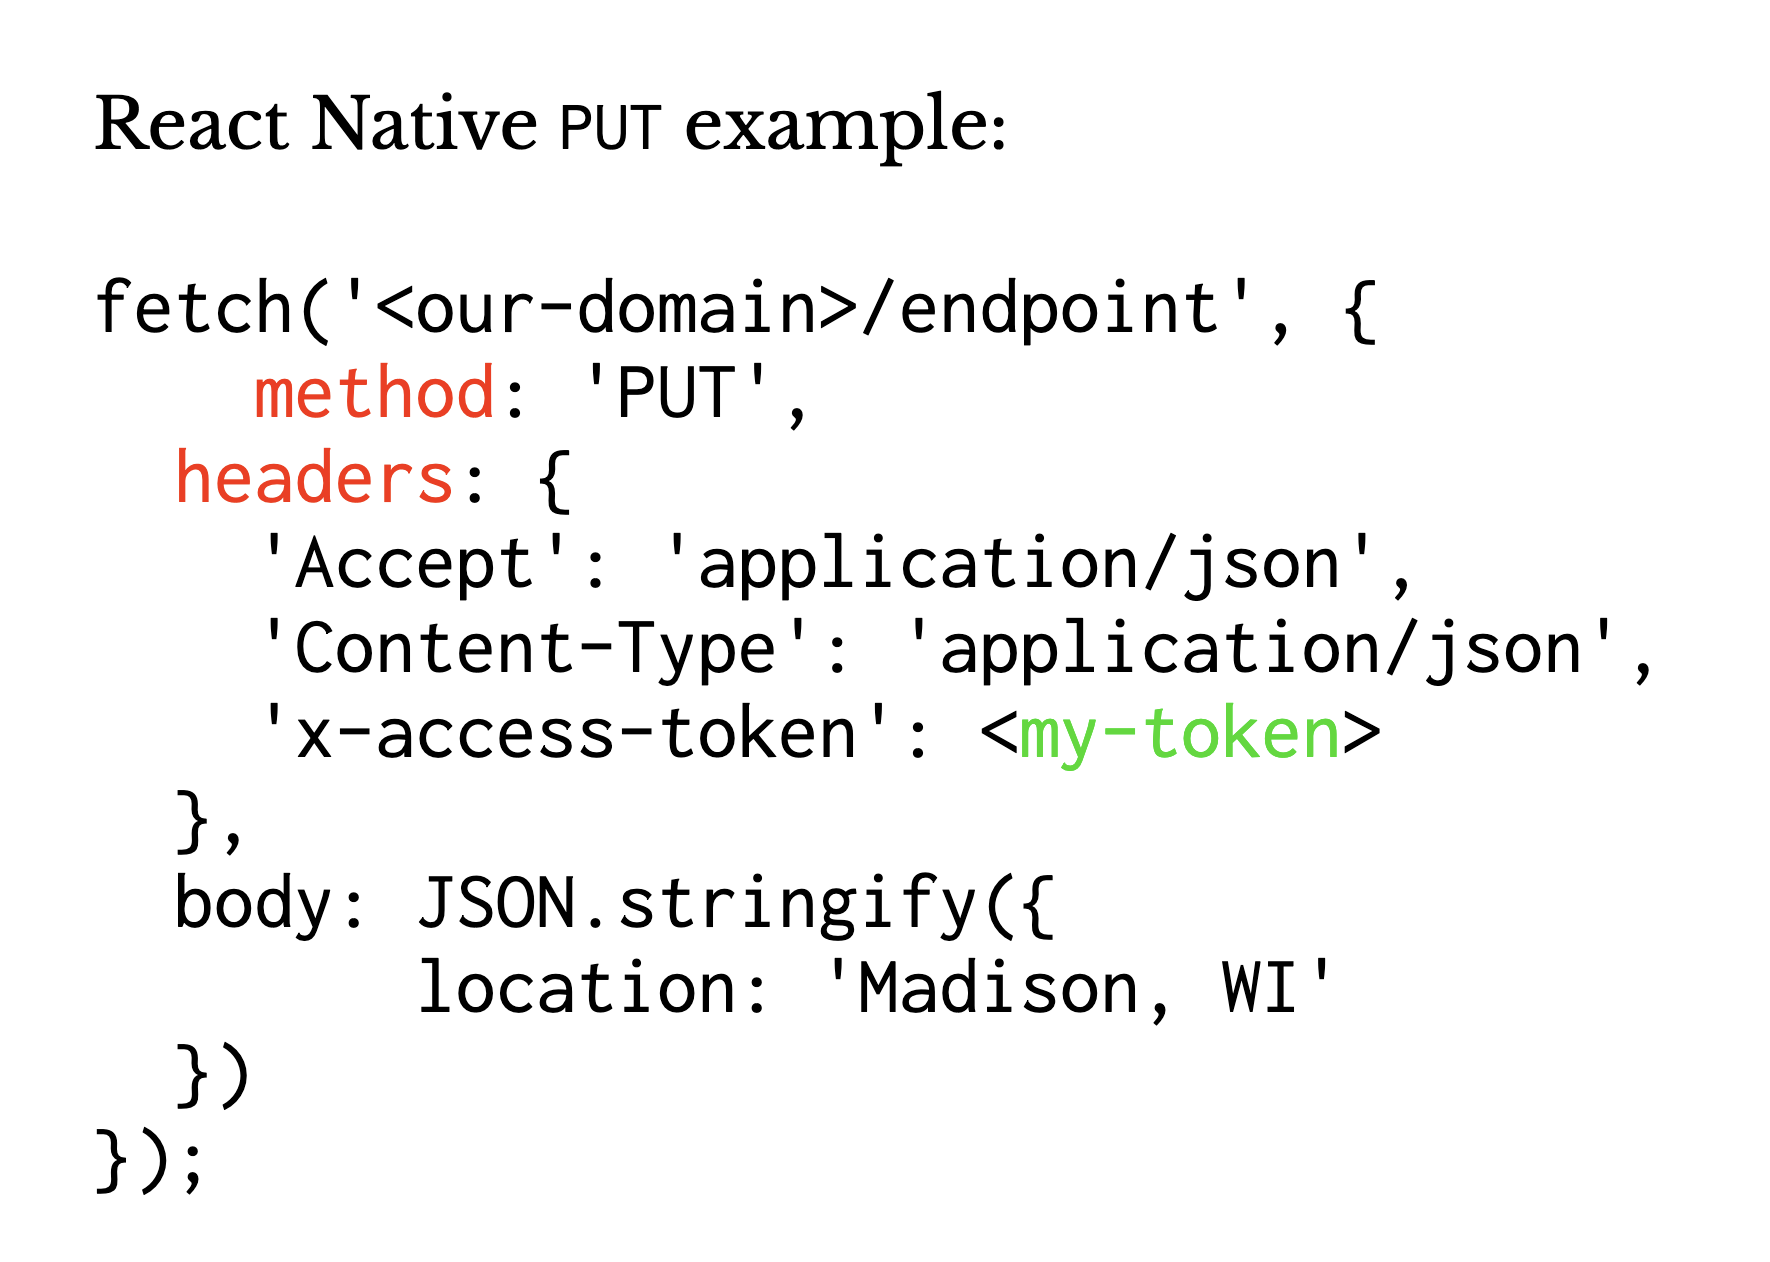 React Native PUT example:
fetch('<our-domain>/endpoint', {
    method: 'PUT',
  headers: {
    'Accept': 'application/json',
    'Content-Type': 'application/json',
    'x-access-token': <my-token>
  },
  body: JSON.stringify({
        location: 'Madison, WI'
  })
});